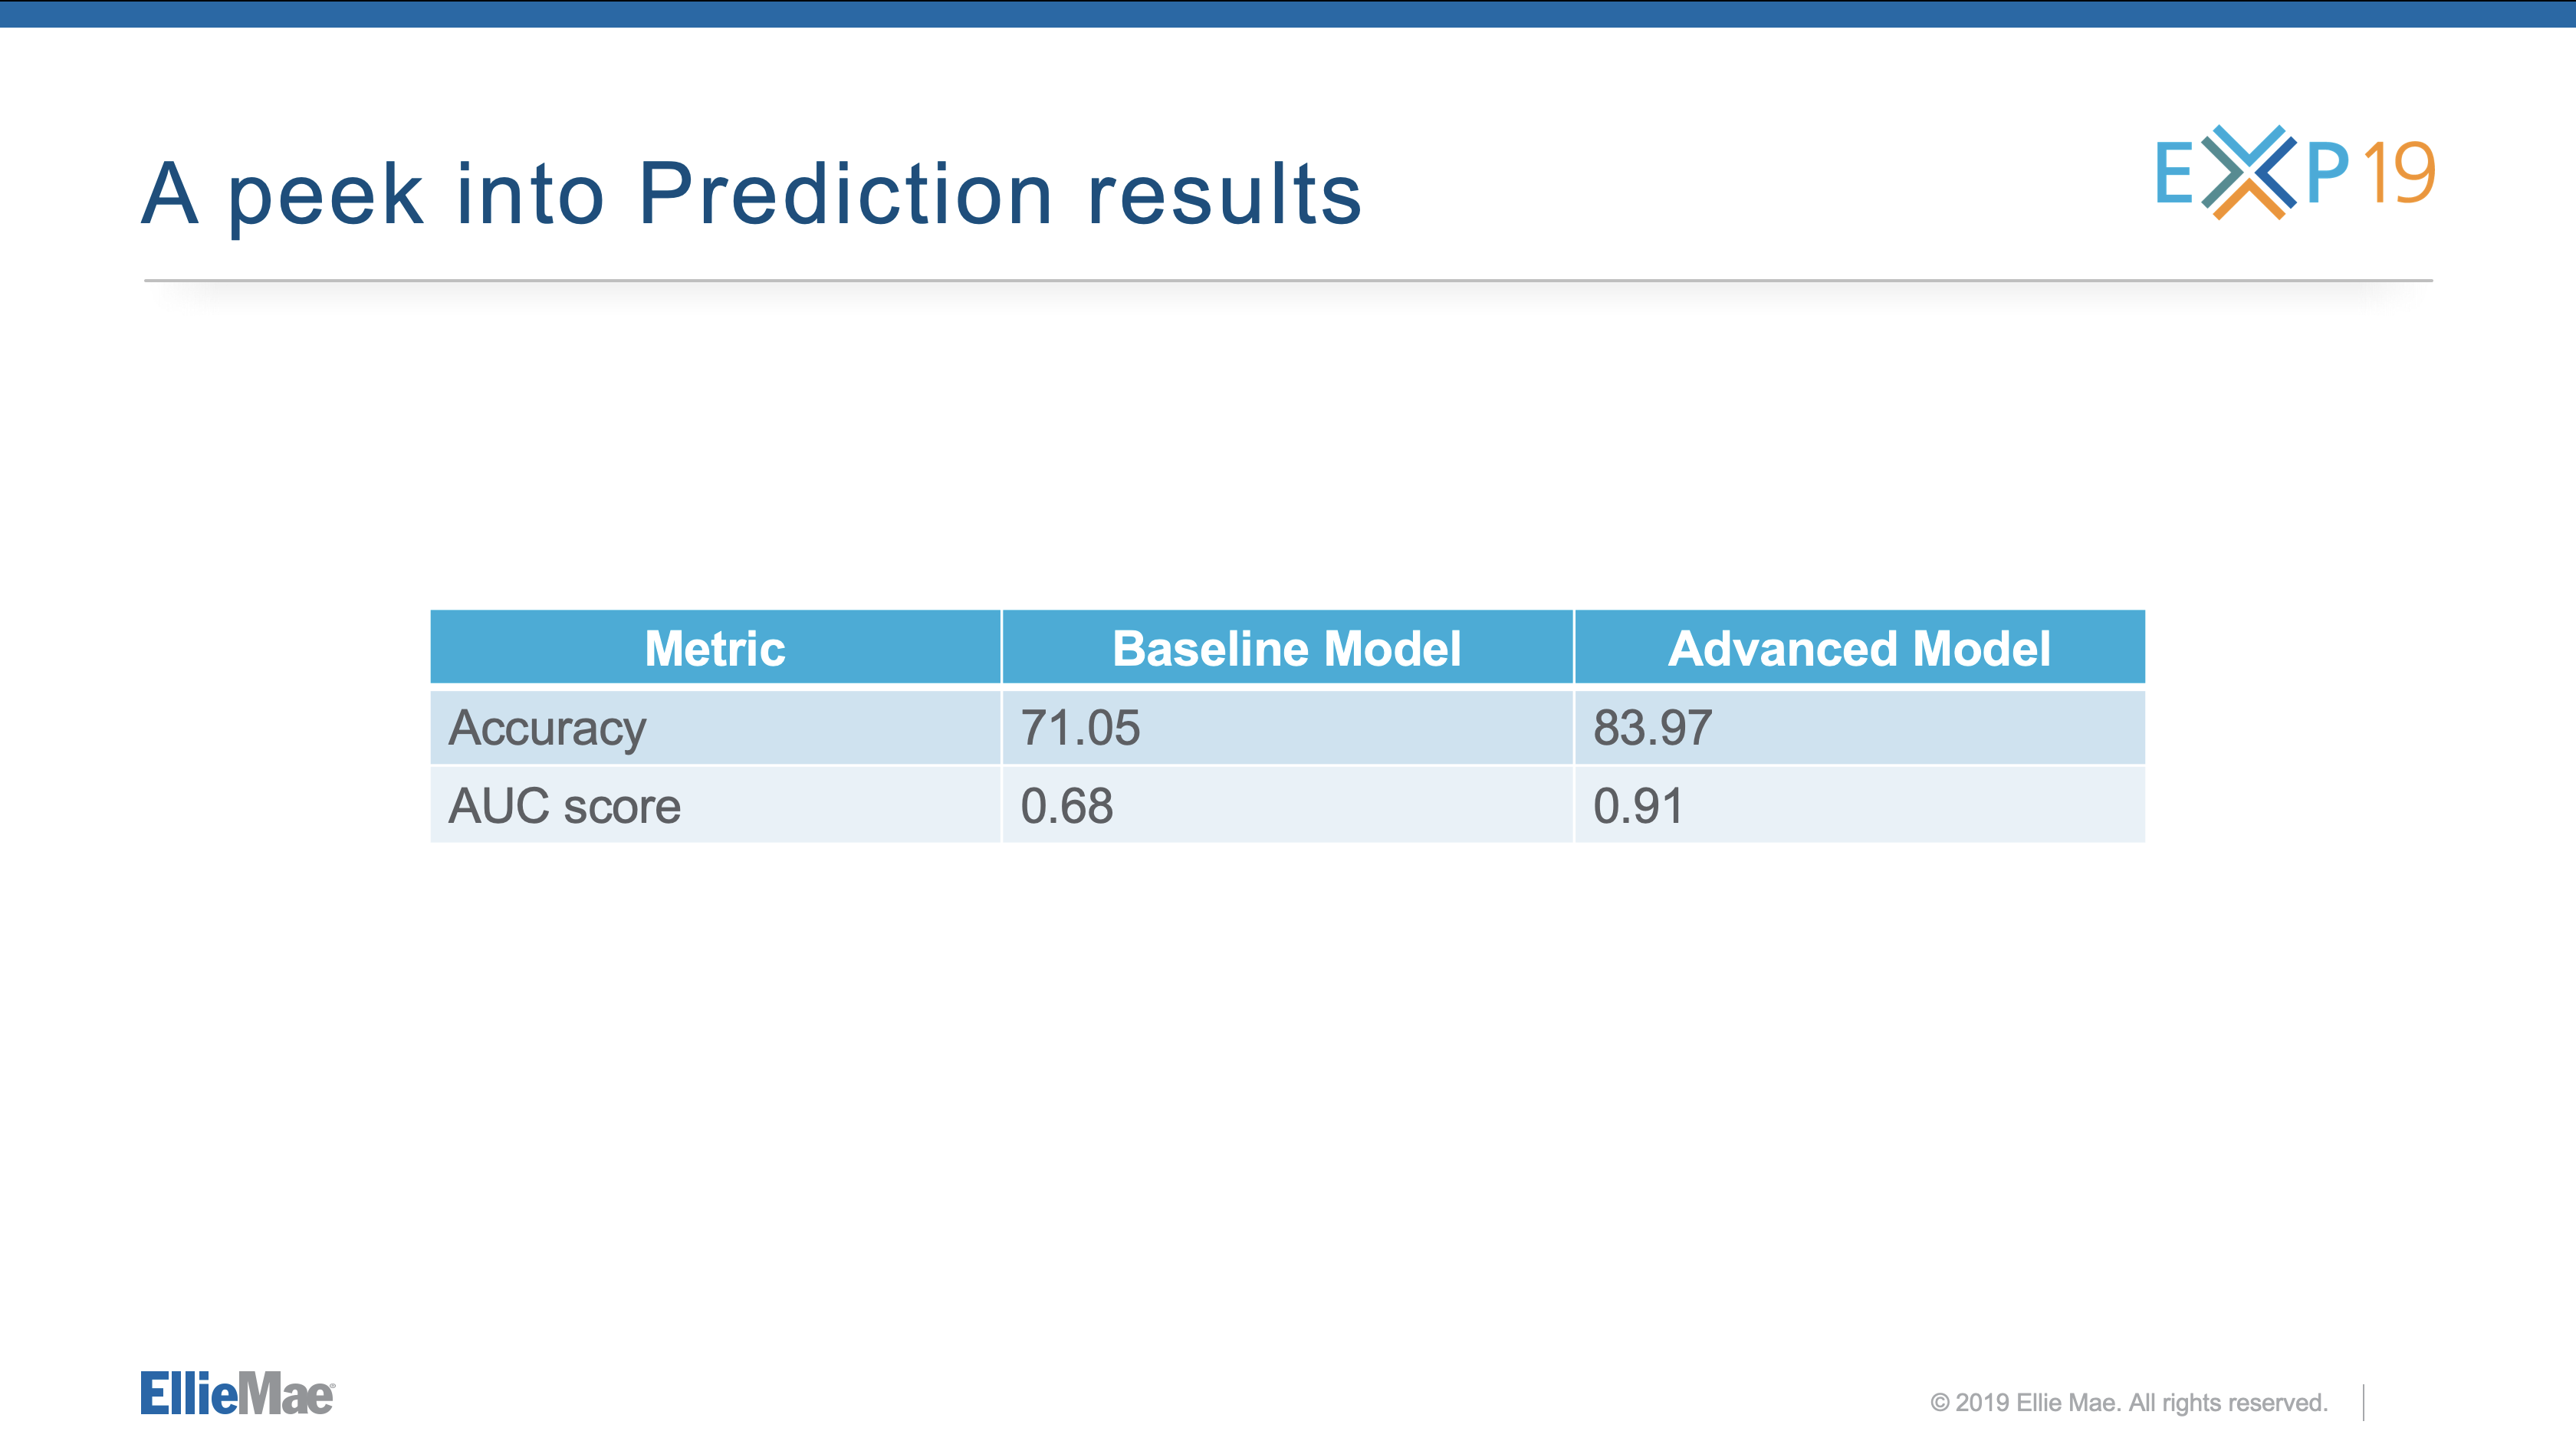 A peek into Prediction results
EXP19
Metric Baseline Model Advanced Model
Accuracy 71.05 83.97
AUC score 0.68 0.91
EllieMae®
© 2019 Ellie Mae. All rights reserved.